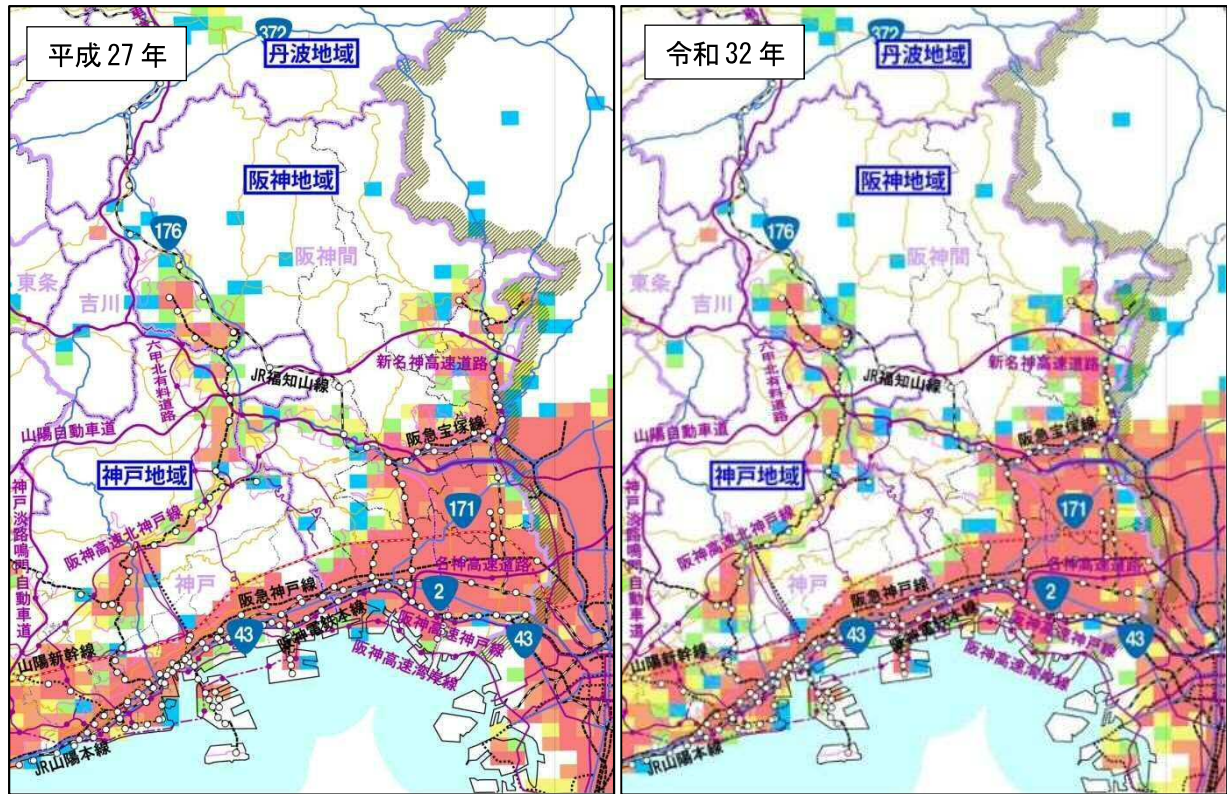 平成27年
372
丹波地域
阪神地域
176
阪神間
東条
吉川
六甲北有料道路
新名神高速道路
JR福知山線
山陽自動車道
阪急宝塚線
神戸地域
神戸淡路鳴門自動車道
171
阪神高速北神戸線
名神高速道路
神戸
阪急神戸線
2
43
阪神電鉄本線
阪神高速神戸線
43
山陽新幹線
阪神高速湾岸線
JR山陽本線
令和32年
372
丹波地域
阪神地域
176
阪神間
東条
吉川
六甲北有料道路
新名神高速道路
JR福知山線
山陽自動車道
阪急宝塚線
神戸地域
神戸淡路鳴門自動車道
171
阪神高速北神戸線
名神高速道路
神戸
阪急神戸線
2
43
阪神電鉄本線
阪神高速神戸線
43
山陽新幹線
阪神高速湾岸線
JR山陽本線